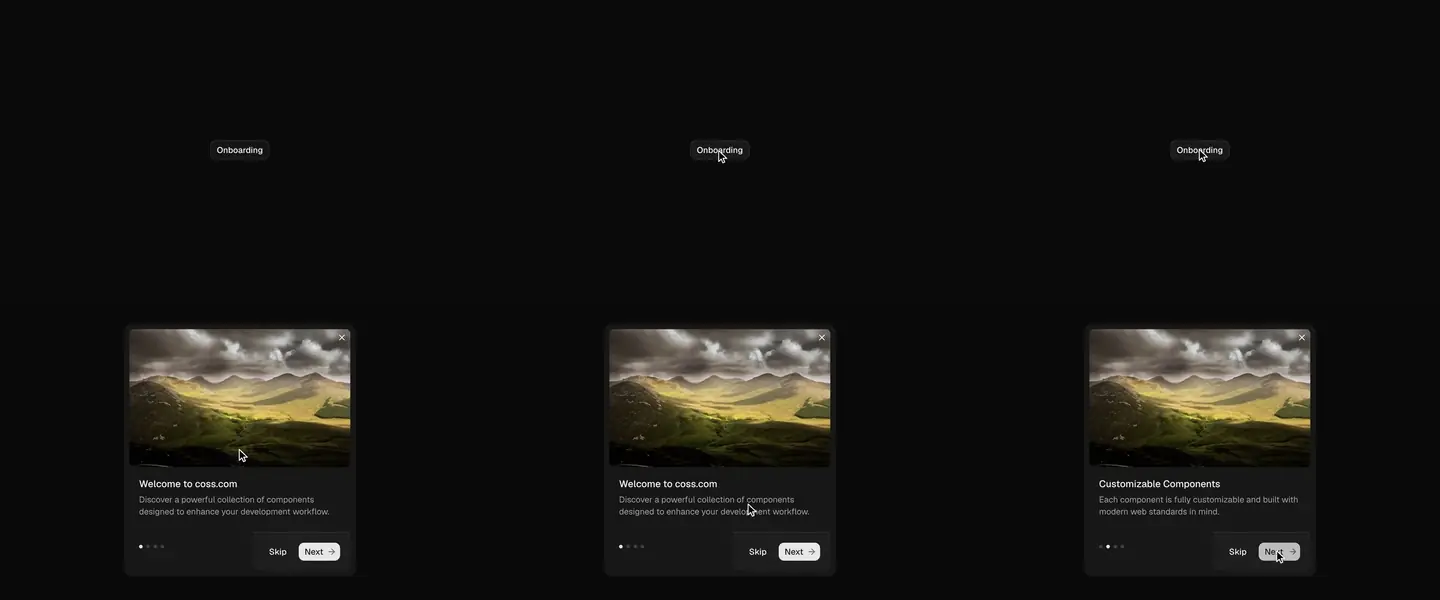 Onboarding
Onboarding
Onboarding
Welcome to coss.com
Discover a powerful collection of components
designed to enhance your development workflow.
Skip
Next
Welcome to coss.com
Discover a powerful collection of components
designed to enhance your development workflow.
Skip
Next
Customizable Components
Each component is fully customizable and built with
modern web standards in mind.
Skip
Next